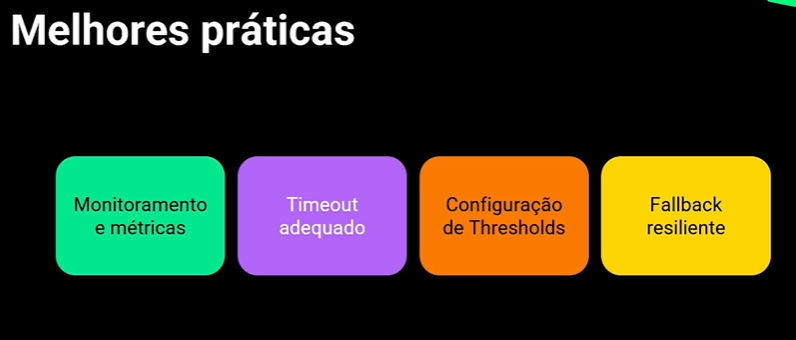 Melhores práticas
Monitoramento
e métricas
Timeout
adequado
Configuração
de Thresholds
Fallback
resiliente